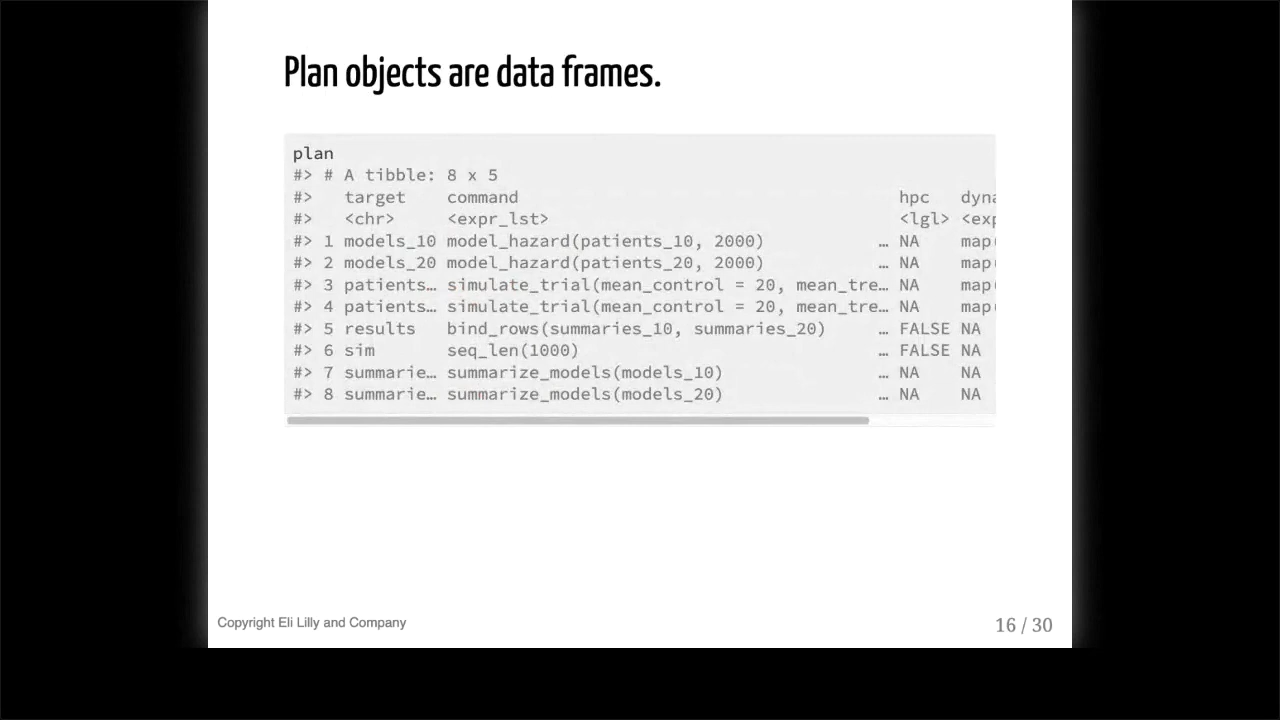 Plan objects are data frames.
plan
#> # A tibble: 8 x 5
#>   target    command                                     hpc   dyna
#>   <chr>     <expr_lst>                                  <lgl> <exp
#> 1 models_10 model_hazard(patients_10, 2000)           … NA    map(
#> 2 models_20 model_hazard(patients_20, 2000)           … NA    map(
#> 3 patients… simulate_trial(mean_control = 20, mean_tre… NA    map(
#> 4 patients… simulate_trial(mean_control = 20, mean_tre… NA    map(
#> 5 results   bind_rows(summaries_10, summaries_20)     … FALSE NA
#> 6 sim       seq_len(1000)                             … FALSE NA
#> 7 summarie… summarize_models(models_10)               … NA    NA
#> 8 summarie… summarize_models(models_20)               … NA    NA
Copyright Eli Lilly and Company
16 / 30